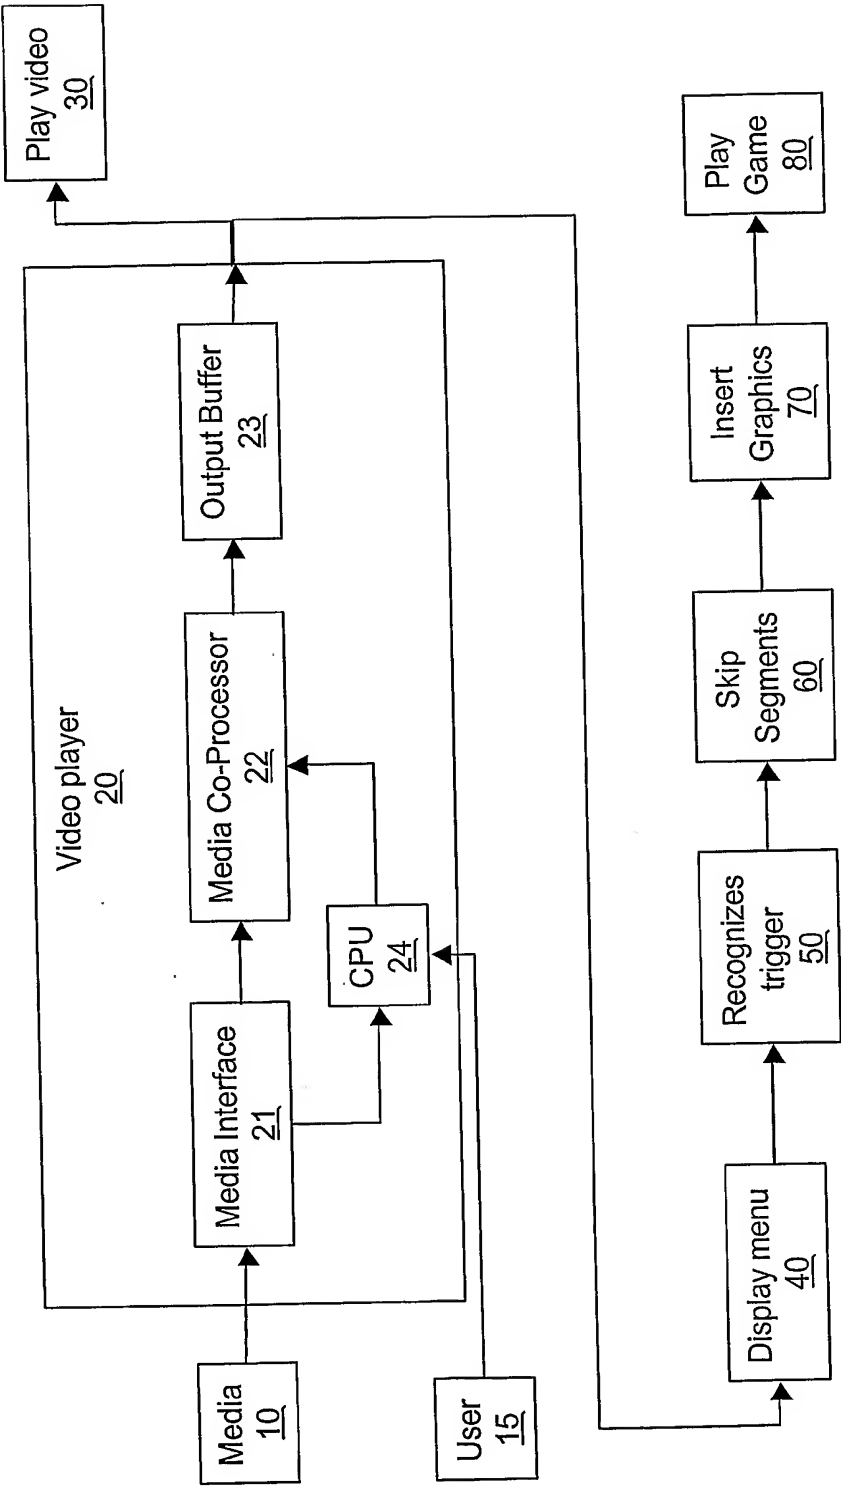 Play video
30
Video player
20
Media
10
Media Interface
21
Media Co-Processor
22
Output Buffer
23
CPU
24
User
15
Display menu
40
Recognizes
trigger
50
Skip
Segments
60
Insert
Graphics
70
Play
Game
80